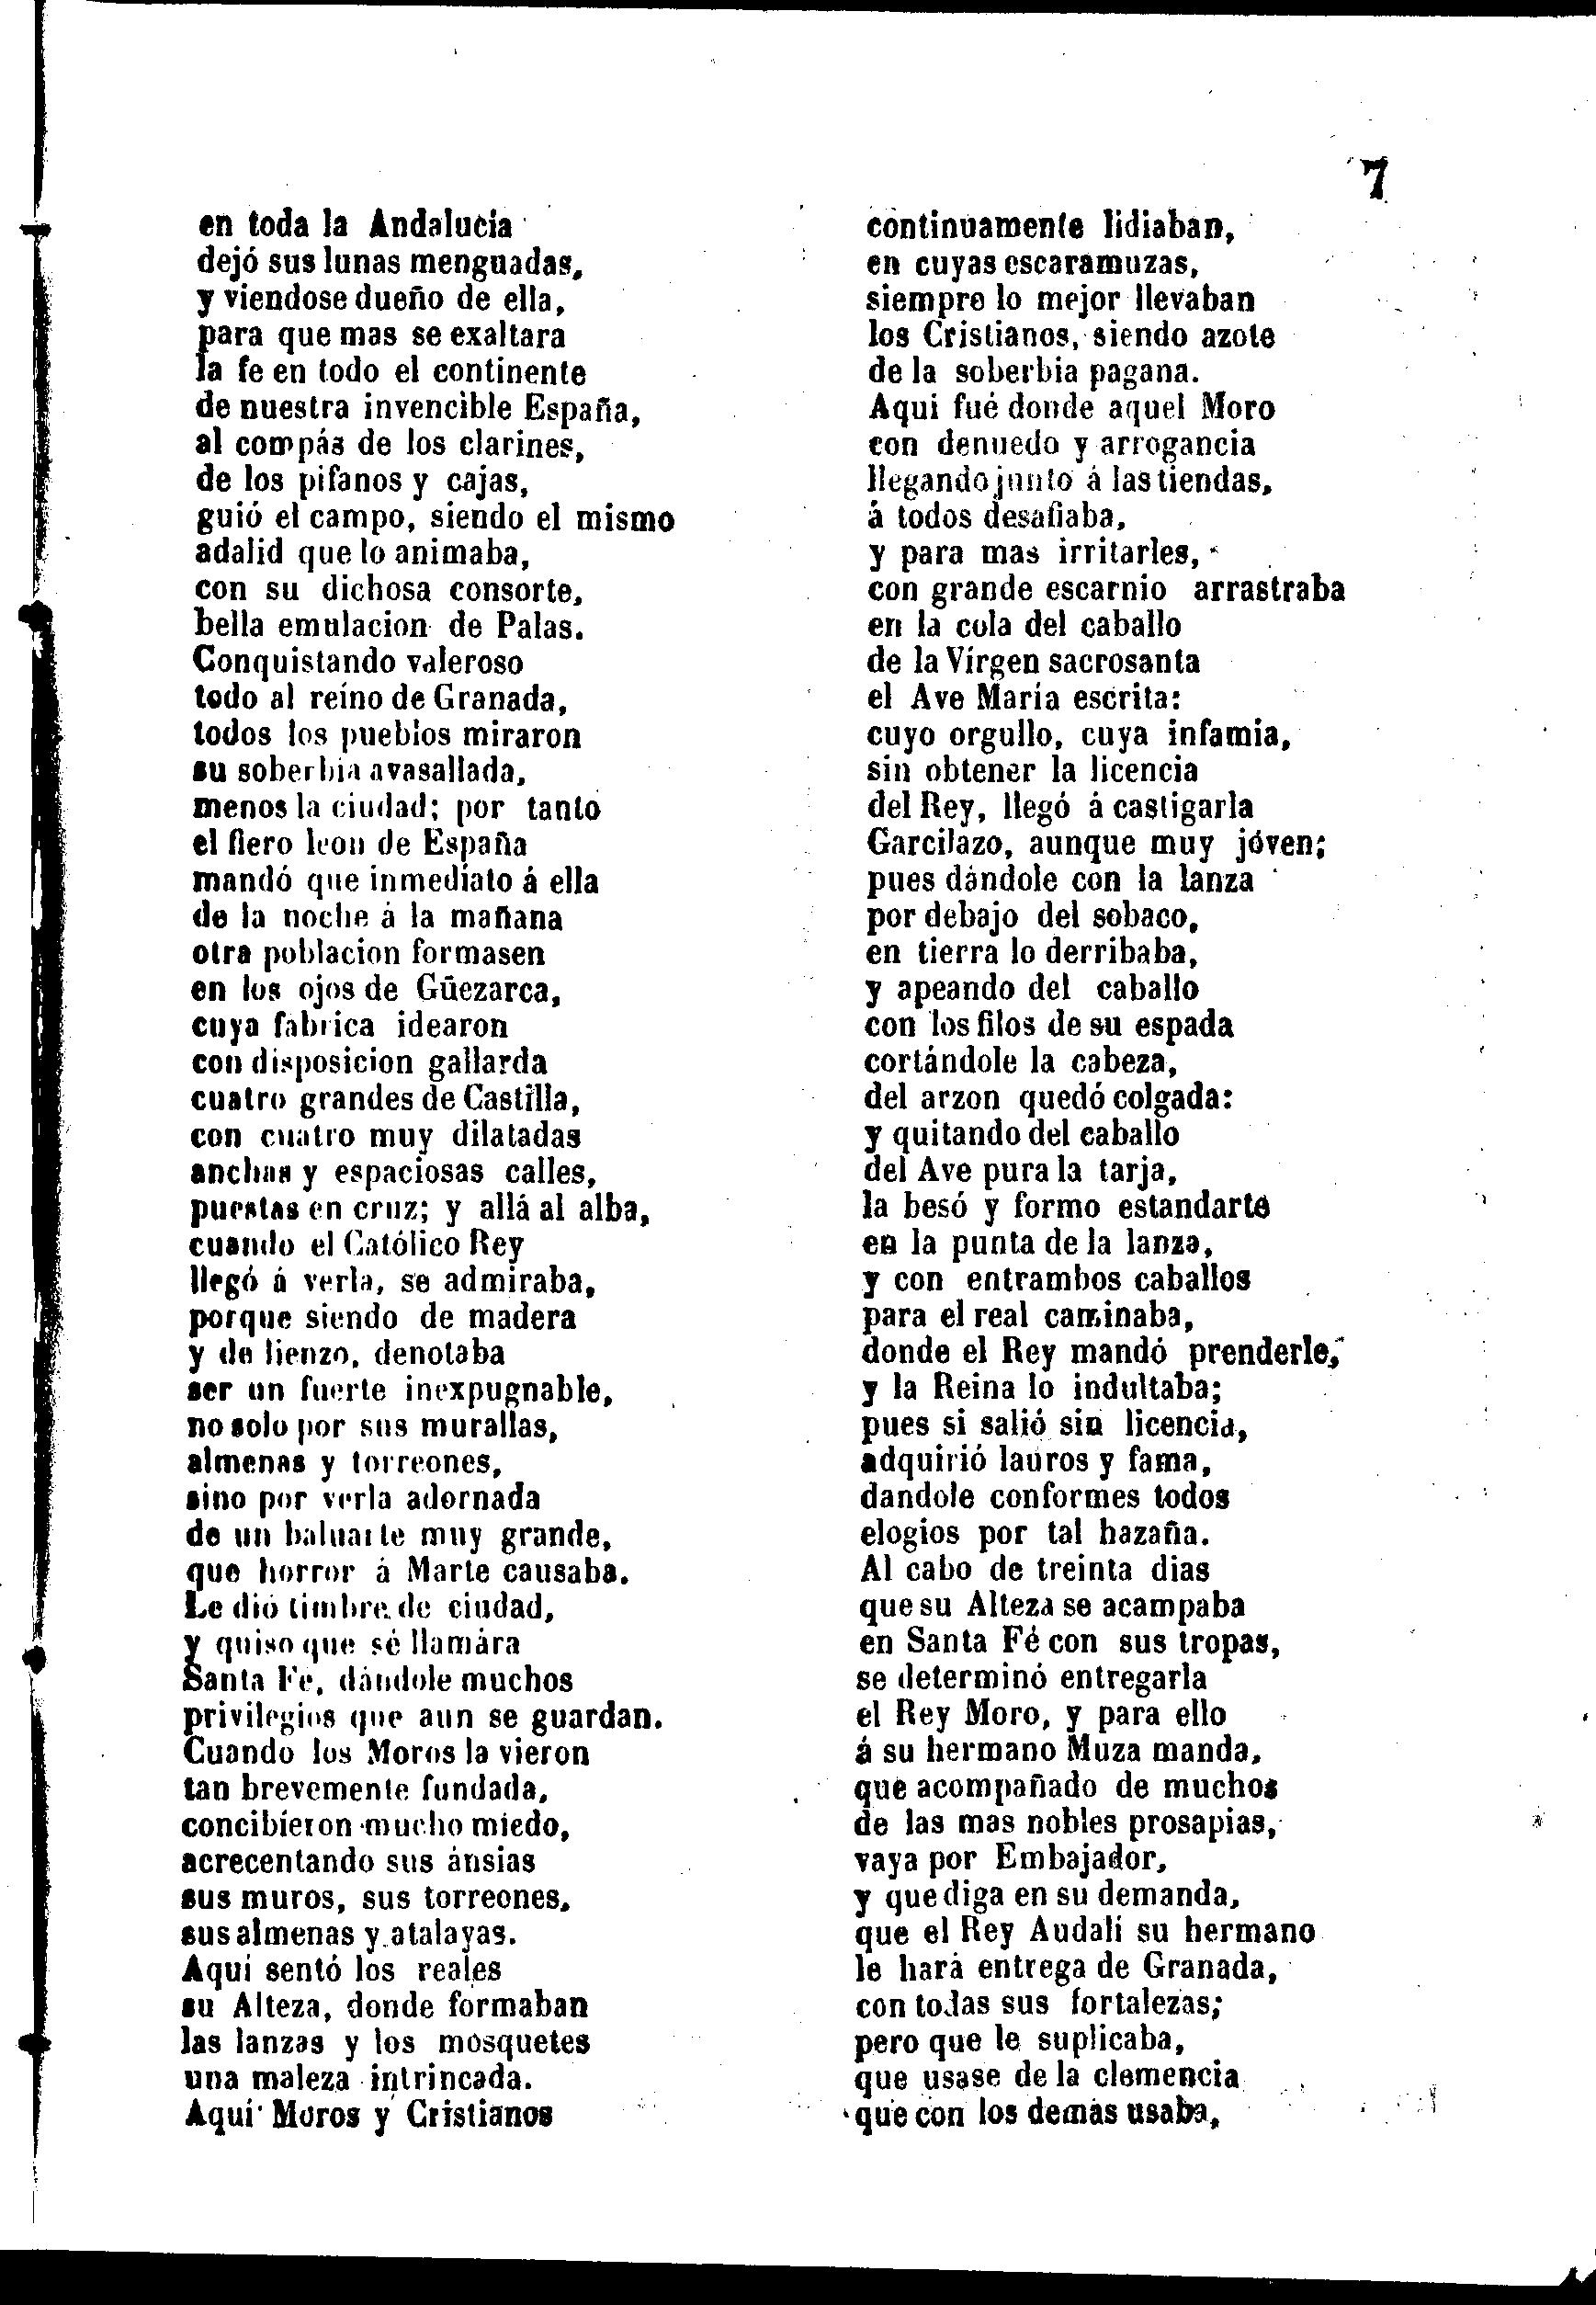 7
en toda la Andalucía
dejó sus lunas menguadas,
y viendose dueño de ella,
para que mas se exaltara
la fe en todo el continente
de nuestra invencible España,
al compás de los clarines,
de los pifanos y cajas,
guió el campo, siendo el mismo
adalid que lo animaba,
con su dichosa consorte,
bella emulacion de Palas.
Conquistando valeroso
todo al reíno de Granada,
todos los pueblos miraron
su soberbia avasallada,
menos la ciudad; por tanto
el fiero leon de España
mandó que inmediato á ella
de la noche á la mañana
otra poblacion formasen
en los ojos de Güezarca,
cuya fabrica idearon
con disposicion gallarda
cuatro grandes de Castilla,
con cuatro muy dilatadas
anchas y espaciosas calles,
puestas en cruz; y allá al alba,
cuando el Católico Rey
llegó á verla, se admiraba,
porque siendo de madera
y de lienzo, denotaba
ser un fuerte inexpugnable,
no solo por sus murallas,
almenas y torreones,
sino por verla adornada
de un baluarte muy grande,
que horror á Marte causaba.
Le dió timbre de ciudad,
y quiso que sé llamára
Santa Fé, dándole muchos
privilegios que aun se guardan.
Cuando los Moros la vieron
tan brevemente fundada,
concibieron mucho miedo,
acrecentando sus ánsias
sus muros, sus torreones,
sus almenas y atalayas.
Aqui sentó los reales
su Alteza, donde formaban
las lanzas y los mosquetes
una maleza intrincada.
Aquí Moros y Cristianos
continuamente lidiaban,
en cuyas escaramuzas,
siempre lo mejor llevaban
los Cristianos, siendo azote
de la soberbia pagana.
Aqui fué donde aquel Moro
con denuedo y arrogancia
llegando junto á las tiendas,
á todos desafiaba,
y para mas irritarles,
con grande escarnio arrastraba
en la cola del caballo
de la Vírgen sacrosanta
el Ave María escrita:
cuyo orgullo, cuya infamia,
sin obtener la licencia
del Rey, llegó á castigarla
Garcilazo, aunque muy jóven;
pues dándole con la lanza
por debajo del sobaco,
en tierra lo derribaba,
y apeando del caballo
con los filos de su espada
cortándole la cabeza,
del arzon quedó colgada:
y quitando del caballo
del Ave pura la tarja,
la besó y formo estandarte
en la punta de la lanza,
y con entrambos caballos
para el real caminaba,
donde el Rey mandó prenderle,
y la Reina lo indultaba;
pues si salió sin licencia,
adquirió lauros y fama,
dandole conformes todos
elogios por tal hazaña.
Al cabo de treinta dias
que su Alteza se acampaba
en Santa Fé con sus tropas,
se determinó entregarla
el Rey Moro, y para ello
á su hermano Muza manda,
que acompañado de muchos
de las mas nobles prosapias,
vaya por Embajador,
y que diga en su demanda,
que el Rey Audalí su hermano
le hará entrega de Granada,
con todas sus fortalezas;
pero que le suplicaba,
que usase de la clemencia
que con los demás usaba,